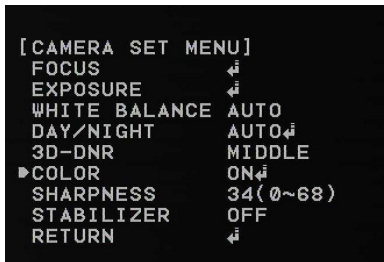 [CAMERA SET MENU]
FOCUS ↲
EXPOSURE ↲
WHITE BALANCE AUTO
DAY/NIGHT AUTO↲
3D-DNR MIDDLE
▶COLOR ON↲
SHARPNESS 34(0~68)
STABILIZER OFF
RETURN ↲